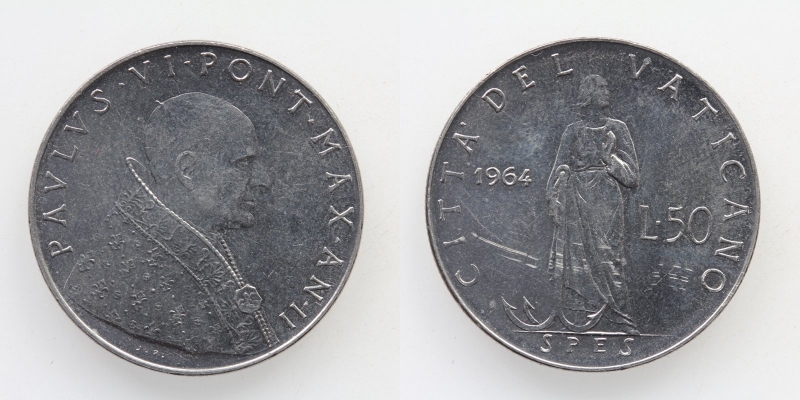 PAVLVS·VI·PONT·MAX·AN·II
CITTA' DEL VATICANO
1964
L.50
SPES